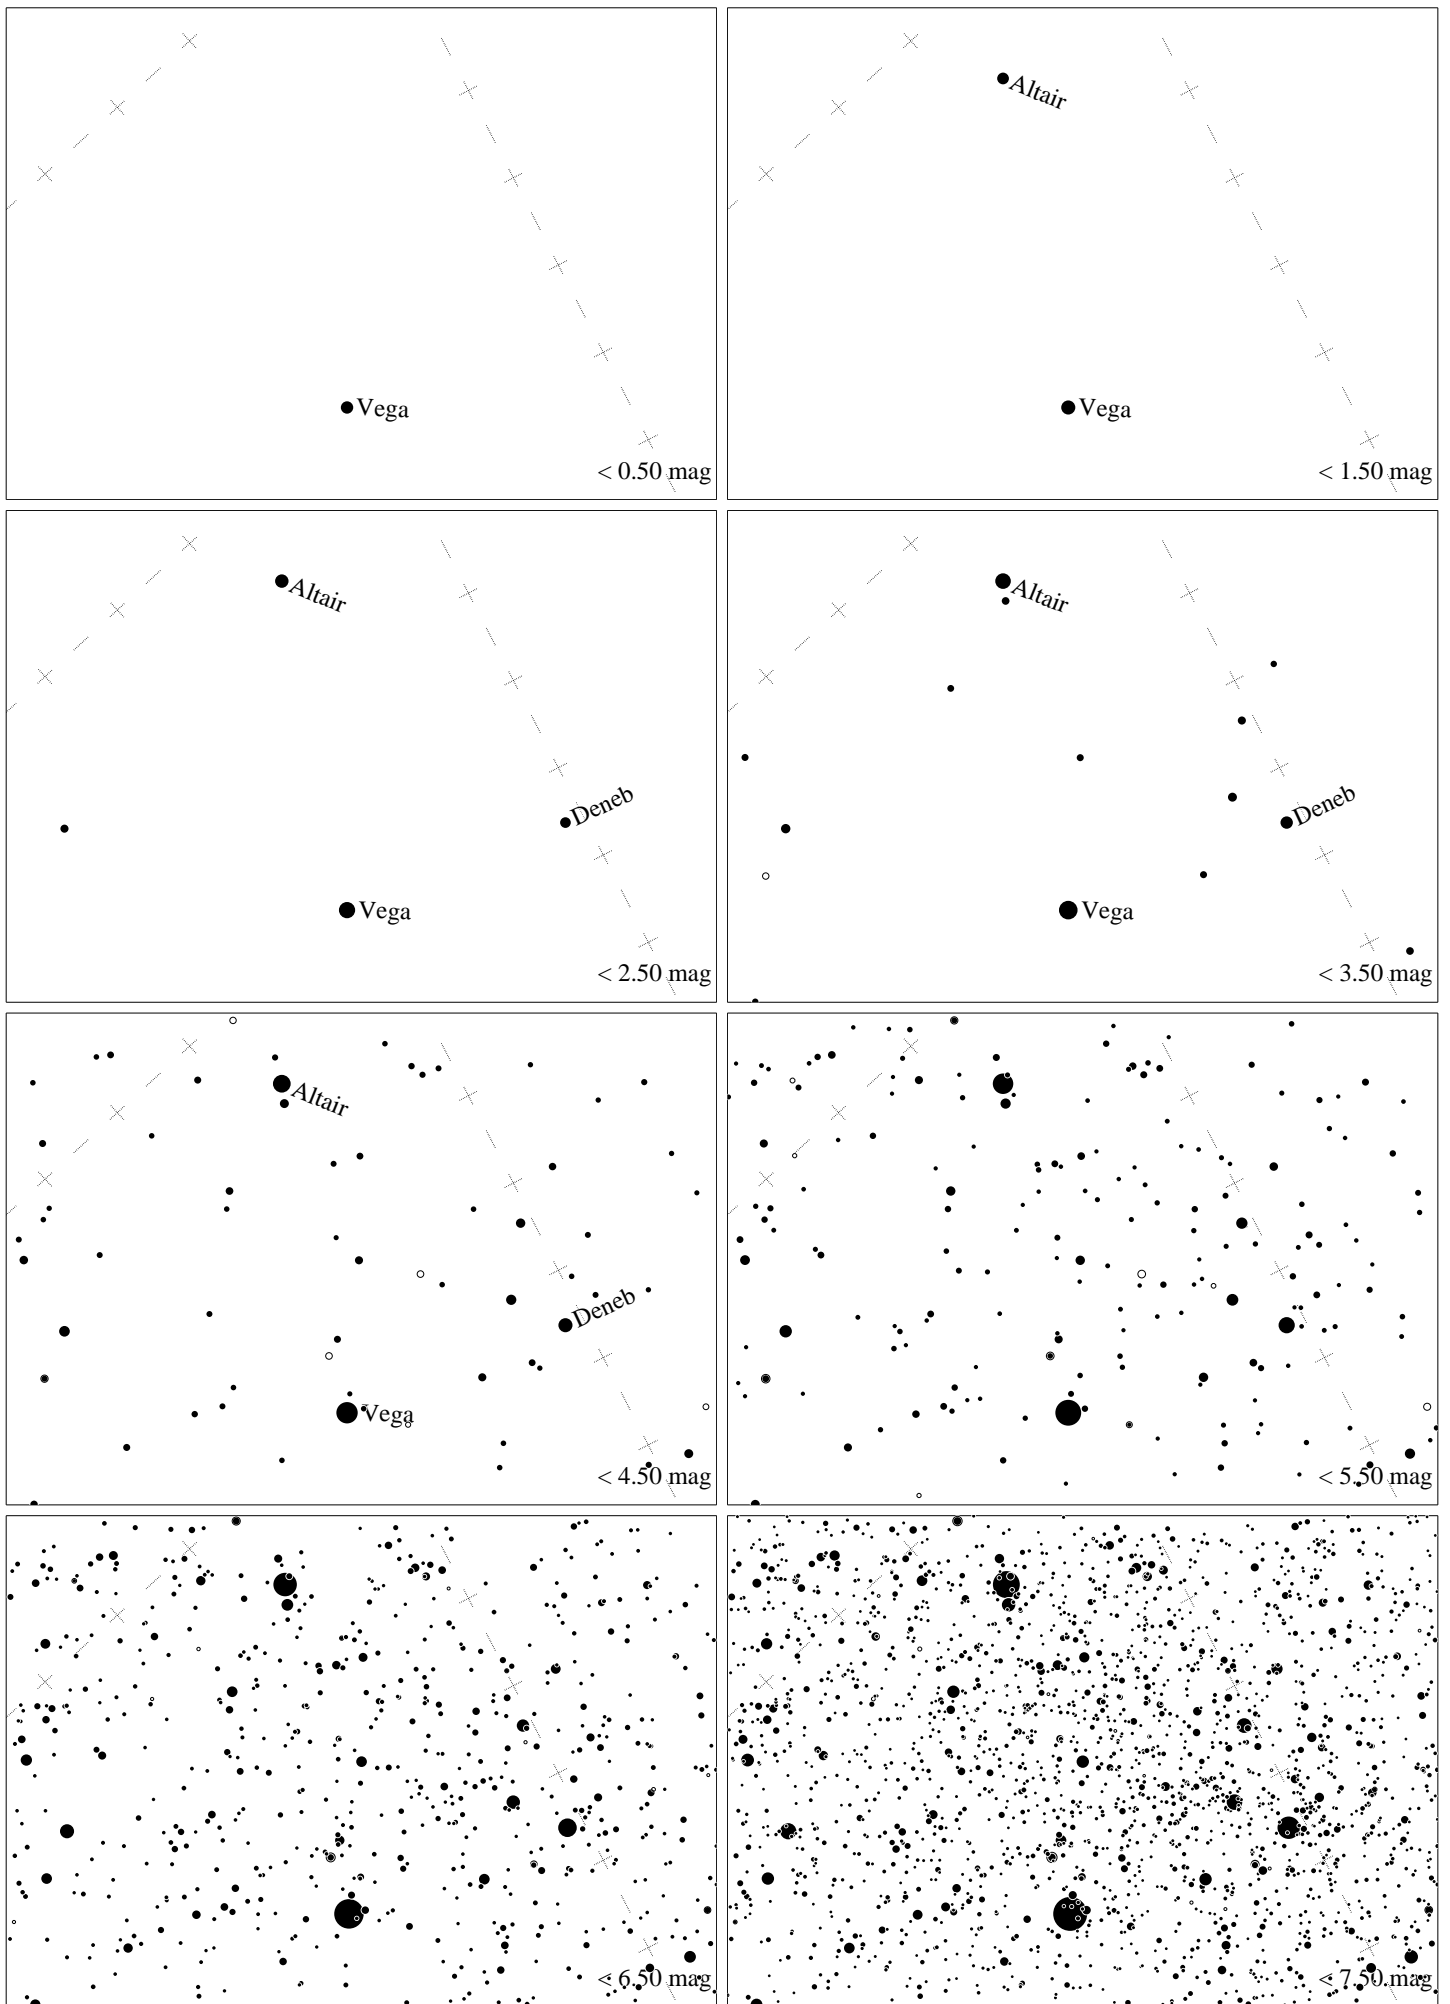 Vega
< 0.50 mag
Altair
Vega
< 1.50 mag
Altair
Deneb
Vega
< 2.50 mag
Altair
Deneb
Vega
< 3.50 mag
Altair
Deneb
Vega
< 4.50 mag
< 5.50 mag
< 6.50 mag
< 7.50 mag